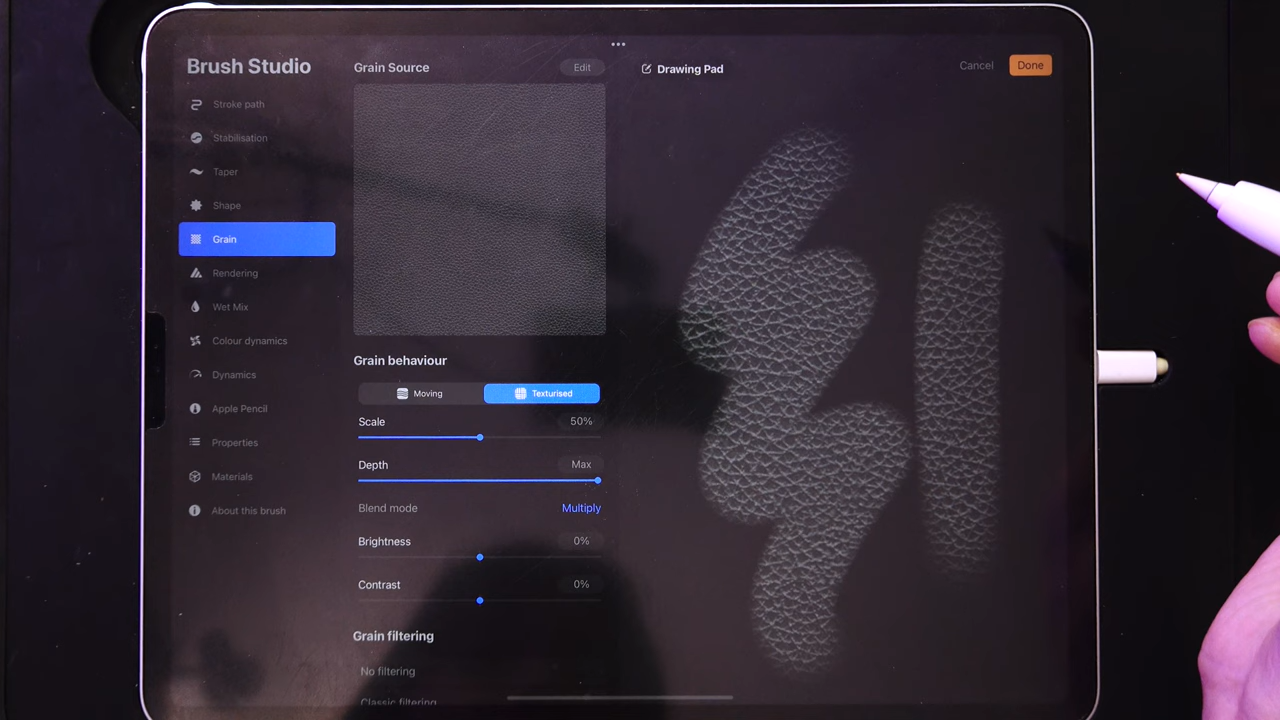 Brush Studio
Stroke path
Stabilisation
Taper
Shape
Grain
Rendering
Wet Mix
Colour dynamics
Dynamics
Apple Pencil
Properties
Materials
About this brush
Grain Source
Edit
Grain behaviour
Moving
Texturised
Scale
50%
Depth
Max
Blend mode
Multiply
Brightness
0%
Contrast
0%
Grain filtering
No filtering
Classic filtering
Drawing Pad
Cancel
Done